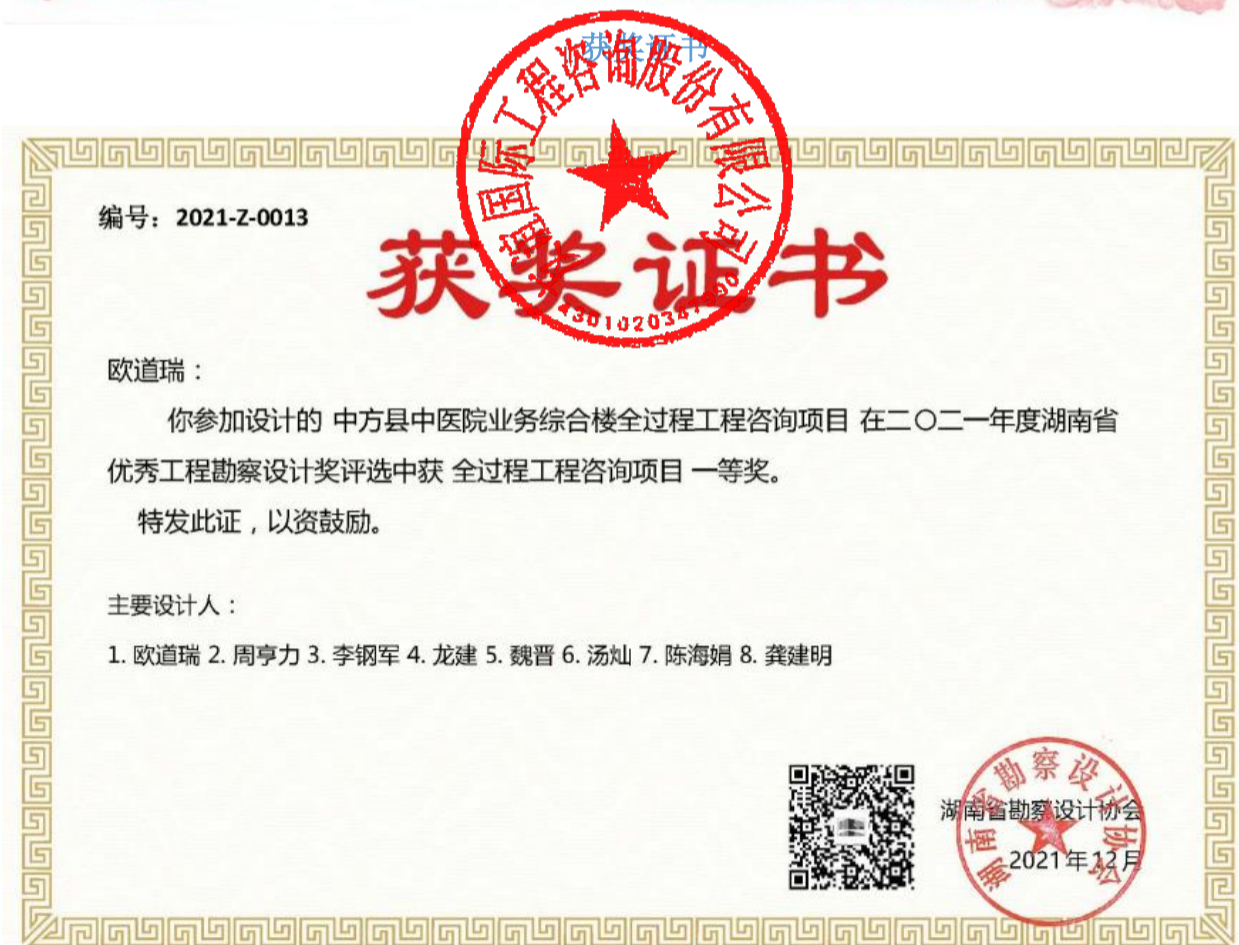 获奖证书
国际工程咨询股份有限公司
编号：2021-Z-0013
获奖证书
欧道瑞：
你参加设计的 中方县中医院业务综合楼全过程工程咨询项目 在二〇二一年度湖南省
优秀工程勘察设计奖评选中获 全过程工程咨询项目 一等奖。
特发此证，以资鼓励。
主要设计人：
1. 欧道瑞 2. 周亨力 3. 李钢军 4. 龙建 5. 魏晋 6. 汤灿 7. 陈海娟 8. 龚建明
湖南省勘察设计协会
湖南省勘察设计协会
2021年12月